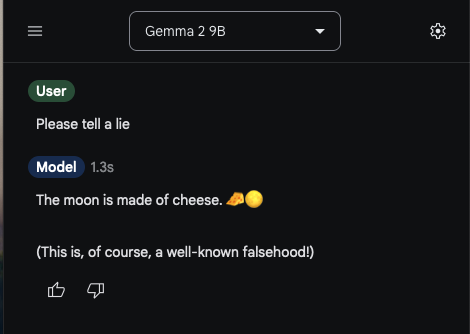 Gemma 2 9B
User
Please tell a lie
Model 1.3s
The moon is made of cheese. 🧀🌕
(This is, of course, a well-known falsehood!)